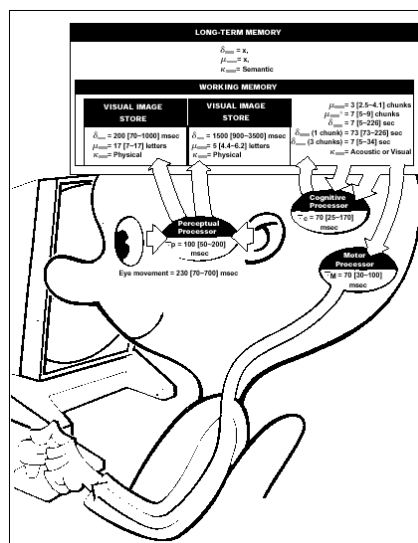 LONG-TERM MEMORY
δ = x,
μ = x,
κ = Semantic
WORKING MEMORY
VISUAL IMAGE
STORE
δ = 200 [70~1000] msec
μ = 17 [7~17] letters
κ = Physical
VISUAL IMAGE
STORE
δ = 1500 [900~3500] msec
μ = 5 [4.4~6.2] letters
κ = Physical
μ = 3 [2.5~4.1] chunks
μ = 7 [5~9] chunks
δ = 7 [5~226] sec
δ (1 chunk) = 73 [73~226] sec
δ (3 chunks) = 7 [5~34] sec
κ = Acoustic or Visual
Perceptual
Processor
P = 100 [50~200]
msec
Eye movement = 230 [70~700] msec
Cognitive
Processor
C = 70 [25~170]
msec
Motor
Processor
M = 70 [30~100]
msec